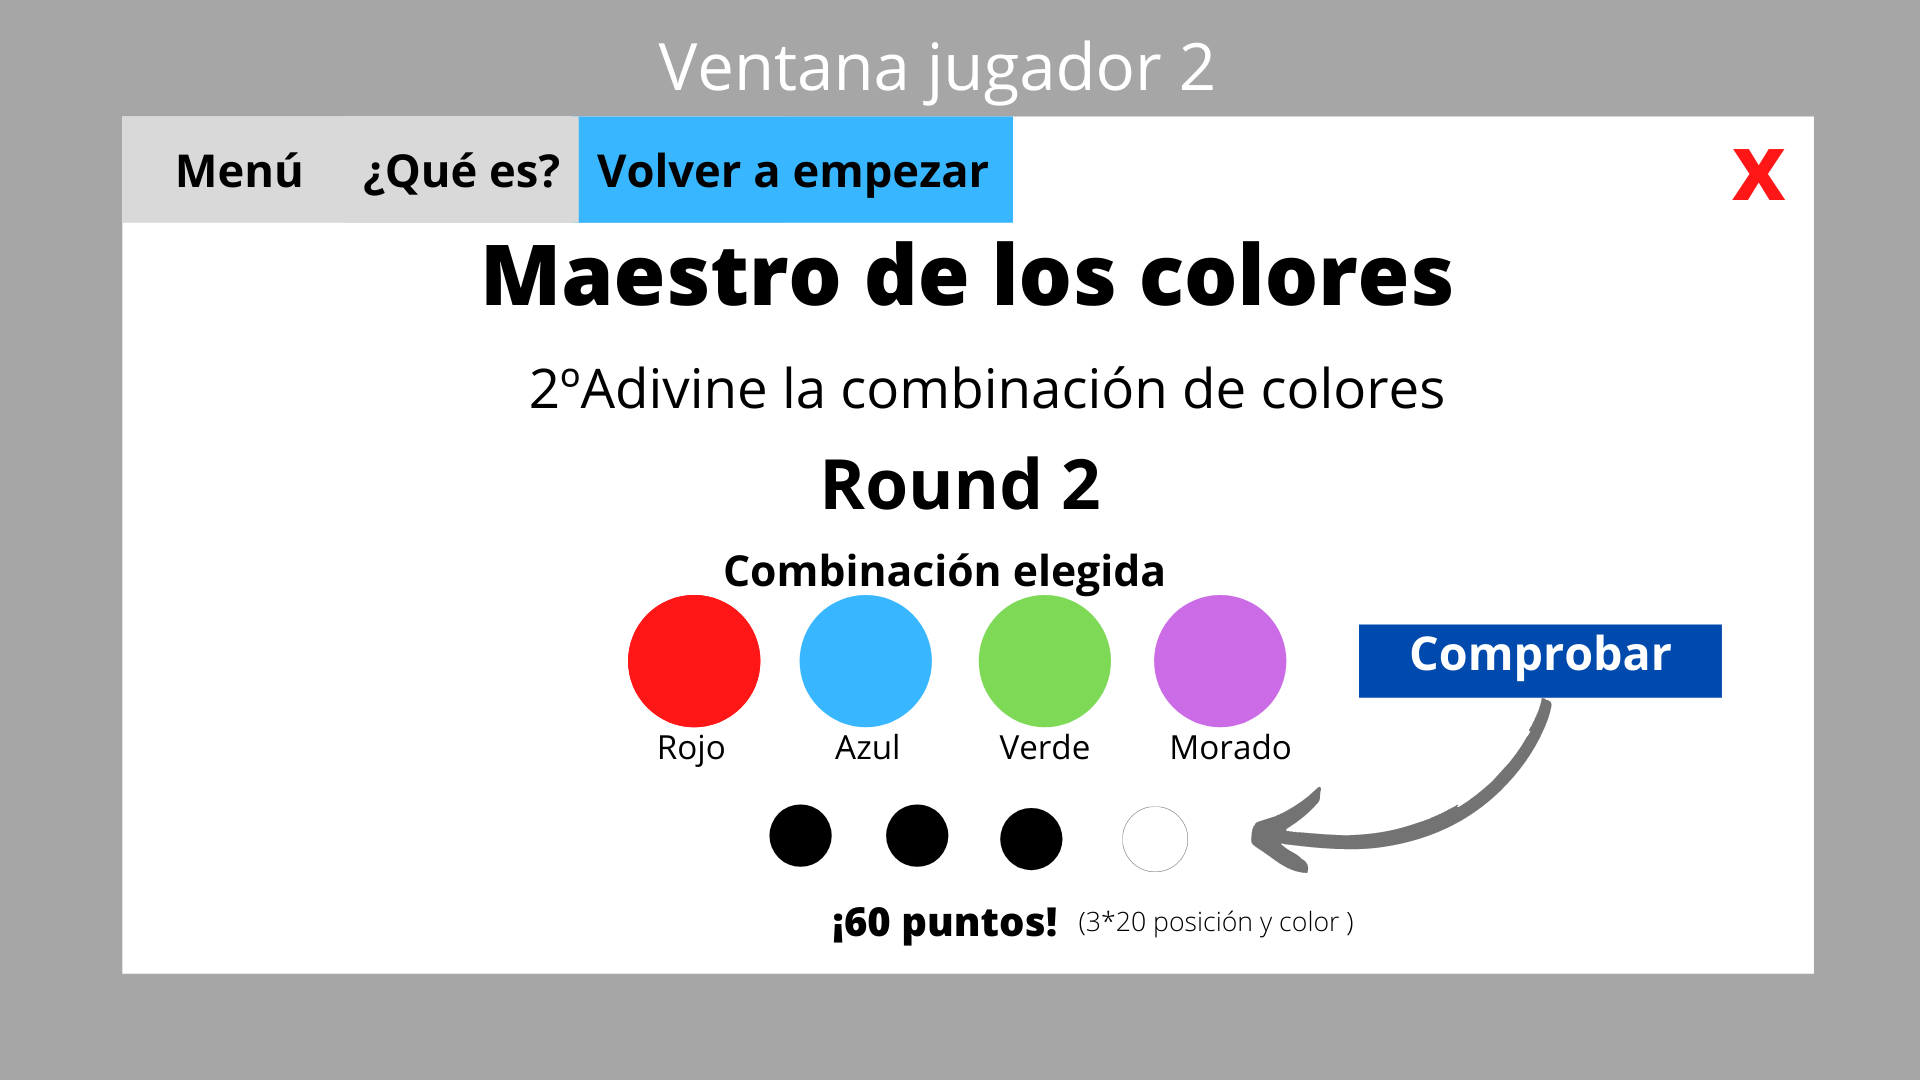 Ventana jugador 2
Menú ¿Qué es? Volver a empezar X
Maestro de los colores
2ºAdivine la combinación de colores
Round 2
Combinación elegida
Comprobar
Rojo Azul Verde Morado
¡60 puntos! (3*20 posición y color )